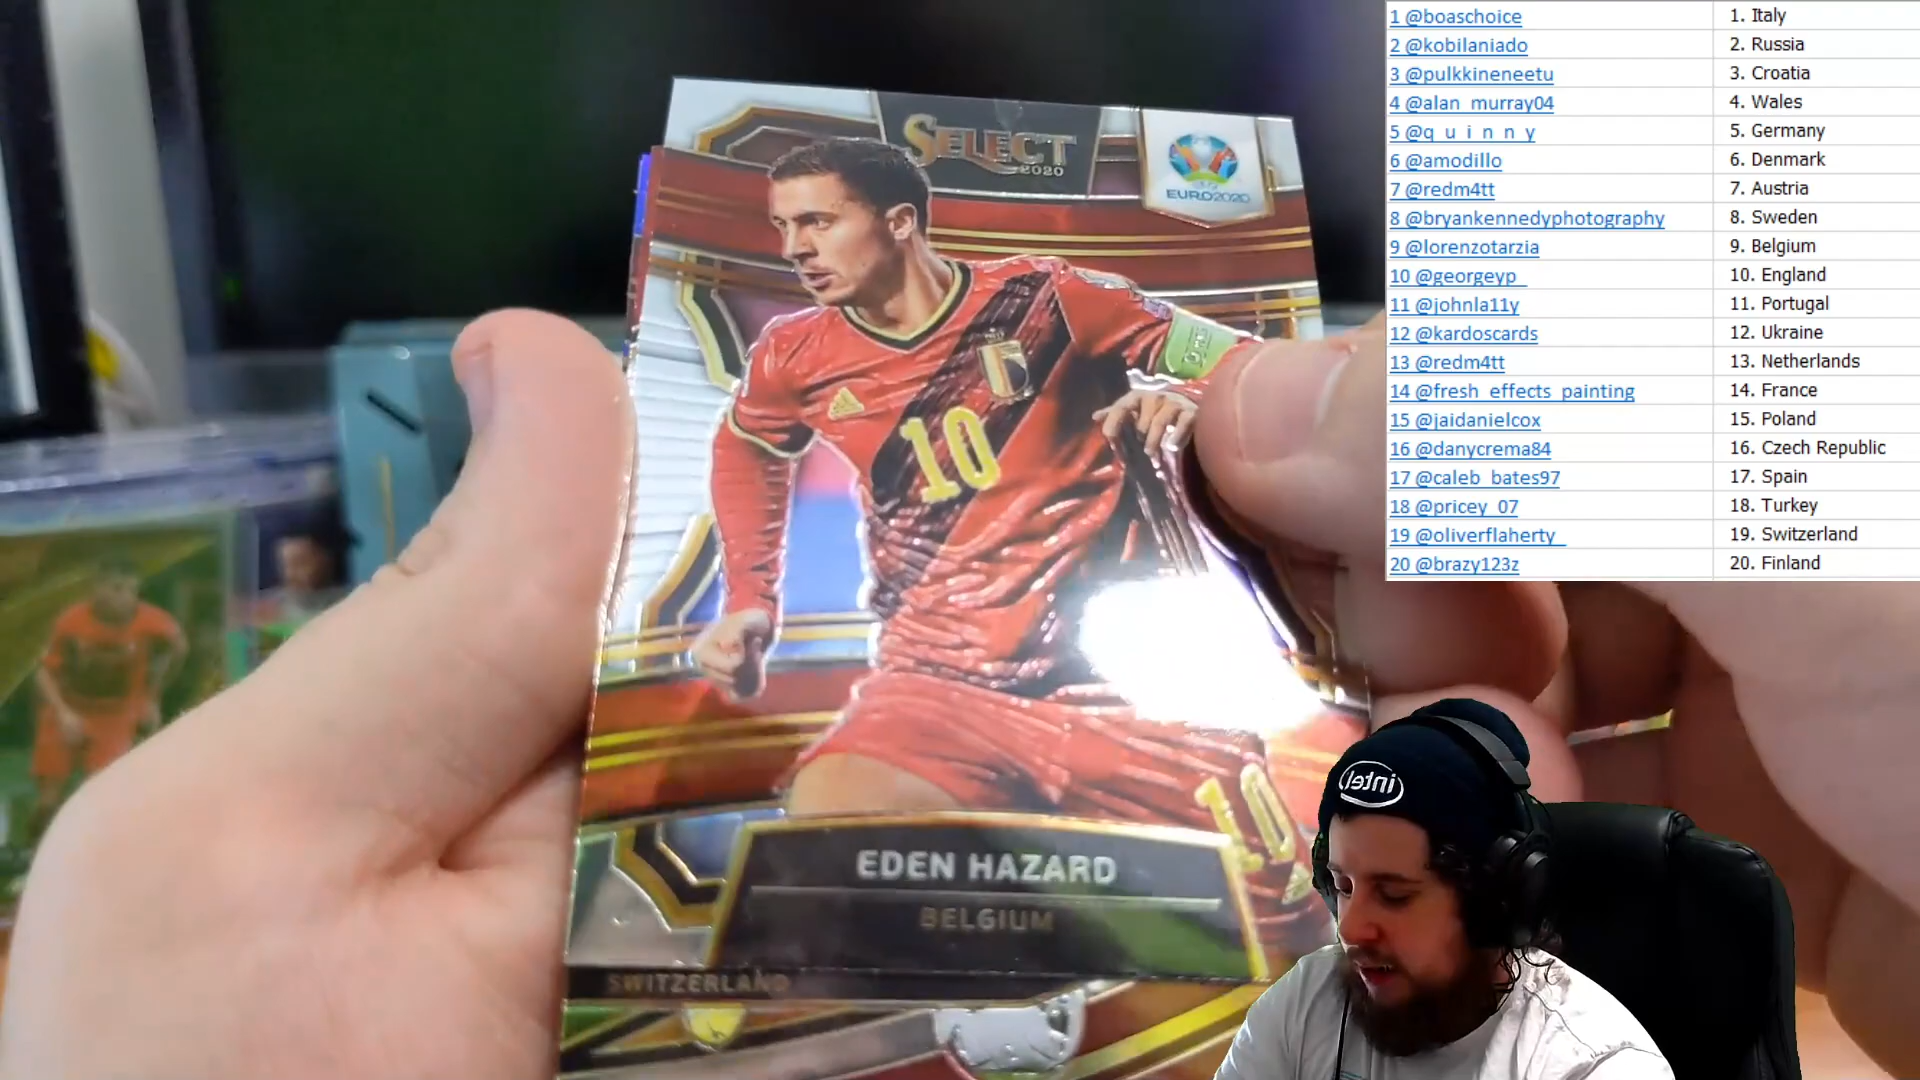 1 @boaschoice 1. Italy
2 @kobilaniado 2. Russia
3 @pulkkineneetu 3. Croatia
4 @alan_murray04 4. Wales
5 @q_u_i_n_n_y 5. Germany
6 @amodillo 6. Denmark
7 @redm4tt 7. Austria
8 @bryankennedyphotography 8. Sweden
9 @lorenzotarzia 9. Belgium
10 @georgeyp_ 10. England
11 @johnla11y 11. Portugal
12 @kardoscards 12. Ukraine
13 @redm4tt 13. Netherlands
14 @fresh_effects_painting 14. France
15 @jaidanielcox 15. Poland
16 @danycrema84 16. Czech Republic
17 @caleb_bates97 17. Spain
18 @pricey_07 18. Turkey
19 @oliverflaherty_ 19. Switzerland
20 @brazy123z 20. Finland
SELECT
2020
EURO2020
10
10
EDEN HAZARD
BELGIUM
SWITZERLAND
intel